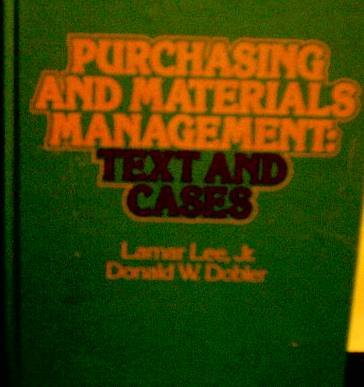 PURCHASING
AND MATERIALS
MANAGEMENT:
TEXT AND
CASES
Lamar Lee, Jr.
Donald W. Dobler